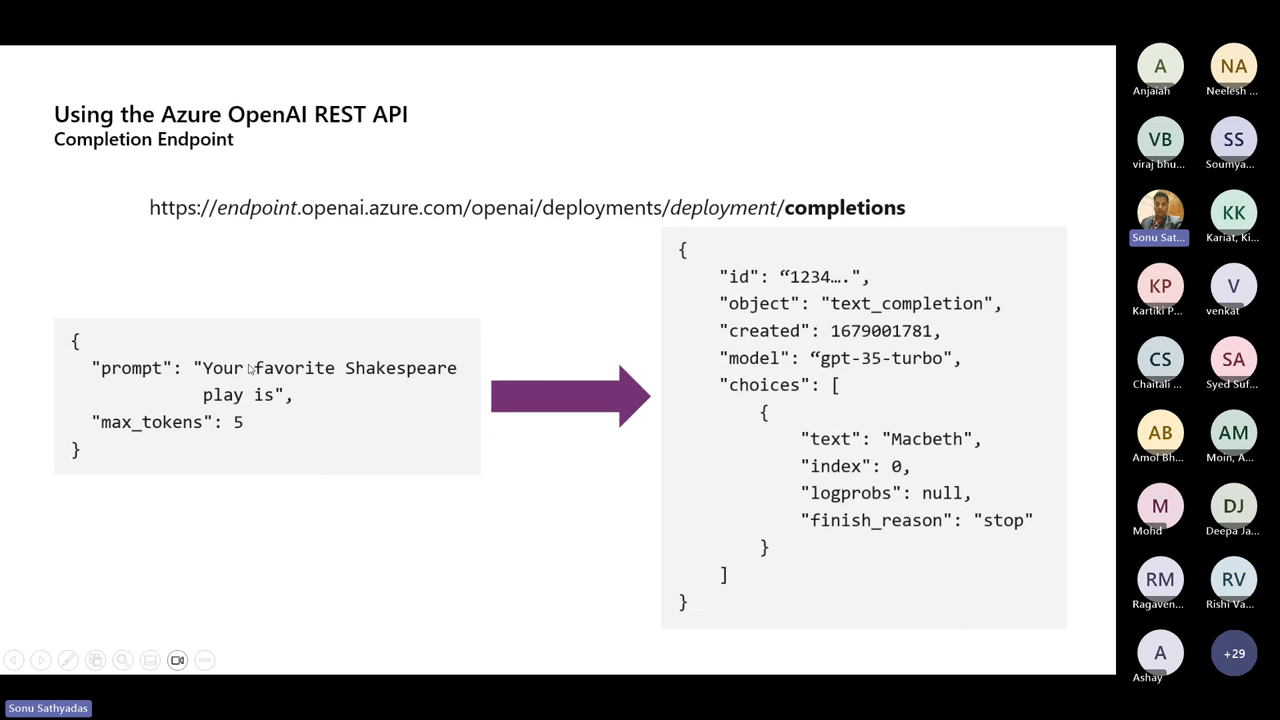 Using the Azure OpenAI REST API
Completion Endpoint
https://endpoint.openai.azure.com/openai/deployments/deployment/completions
{
"prompt": "Your favorite Shakespeare
play is",
"max_tokens": 5
}
{
"id": “1234….",
"object": "text_completion",
"created": 1679001781,
"model": “gpt-35-turbo",
"choices": [
{
"text": "Macbeth",
"index": 0,
"logprobs": null,
"finish_reason": "stop"
}
]
}
A NA
Anjaiah Neelesh ...
VB SS
viraj bhu... Soumya...
KK
Sonu Sat... Kariat, Ki...
KP V
Kartiki P... venkat
CS SA
Chaitali ... Syed Suf...
AB AM
Amol Bh... Moin, A...
M DJ
Mohd Deepa Ja...
RM RV
Ragaven... Rishi Va...
A +29
Ashay
Sonu Sathyadas